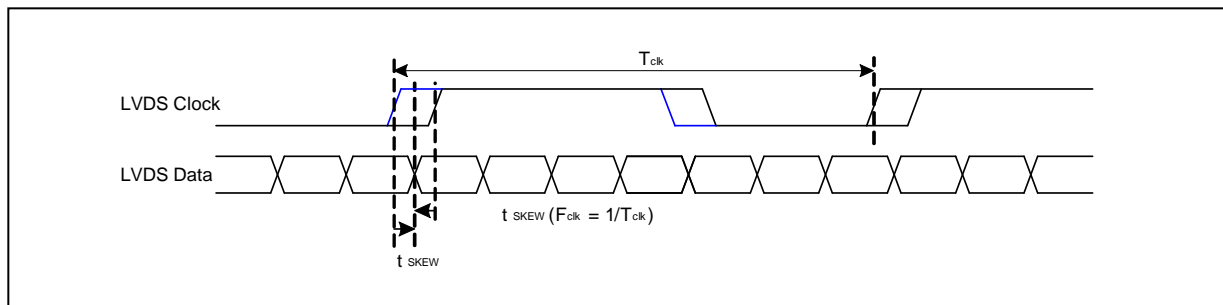 Tclk
LVDS Clock
LVDS Data
t SKEW (Fclk = 1/Tclk)
t SKEW